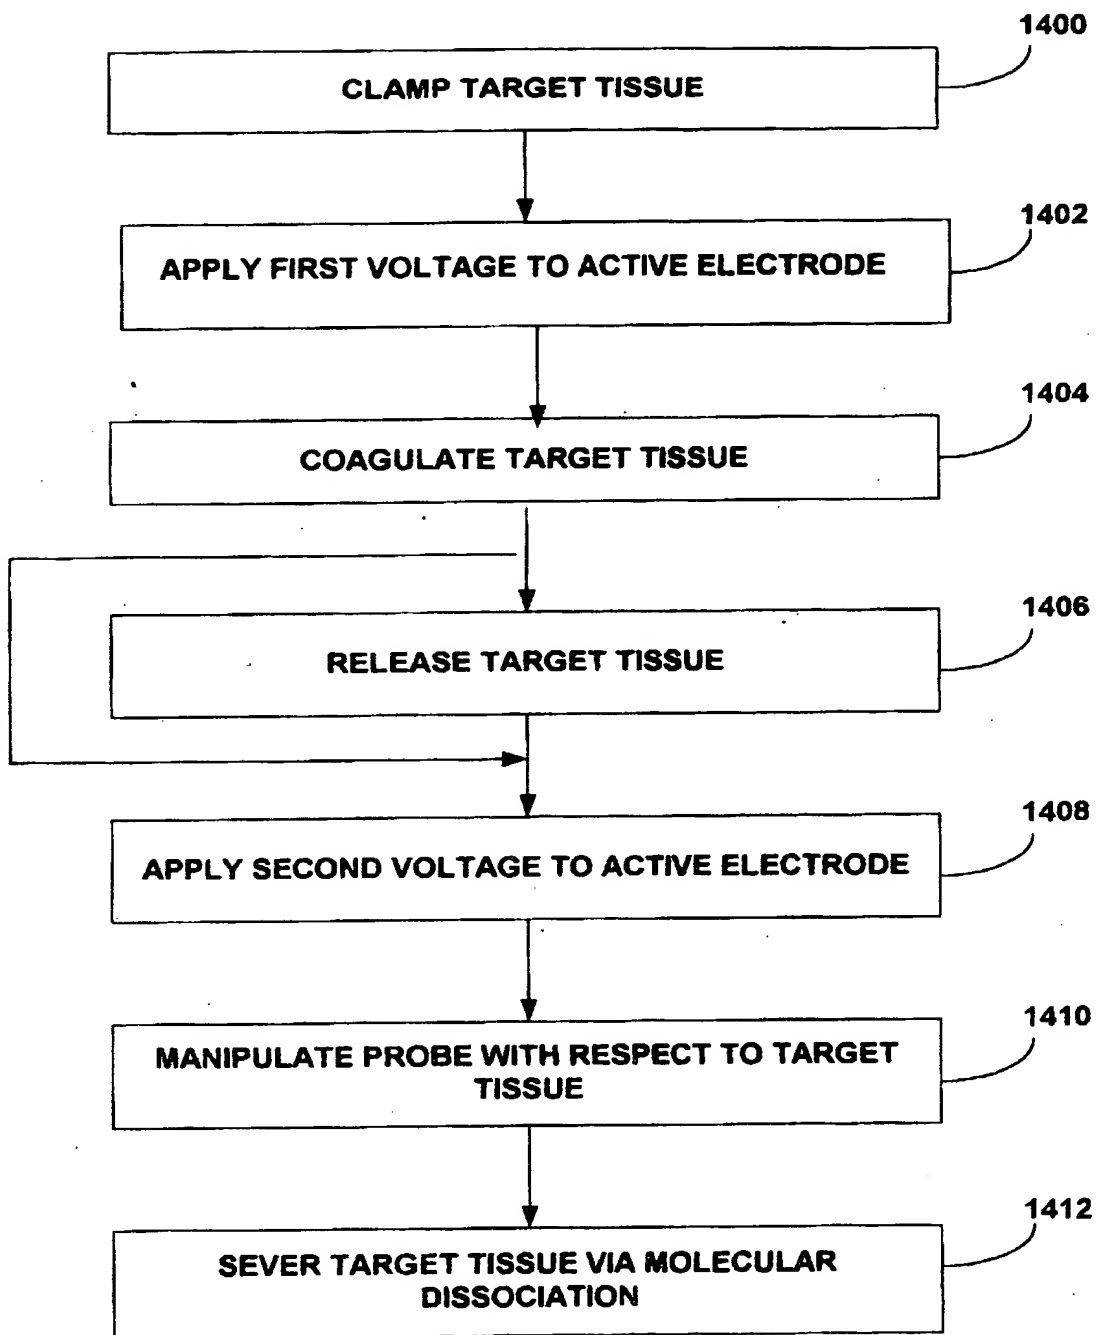 1400
CLAMP TARGET TISSUE
1402
APPLY FIRST VOLTAGE TO ACTIVE ELECTRODE
1404
COAGULATE TARGET TISSUE
1406
RELEASE TARGET TISSUE
1408
APPLY SECOND VOLTAGE TO ACTIVE ELECTRODE
1410
MANIPULATE PROBE WITH RESPECT TO TARGET
TISSUE
1412
SEVER TARGET TISSUE VIA MOLECULAR
DISSOCIATION